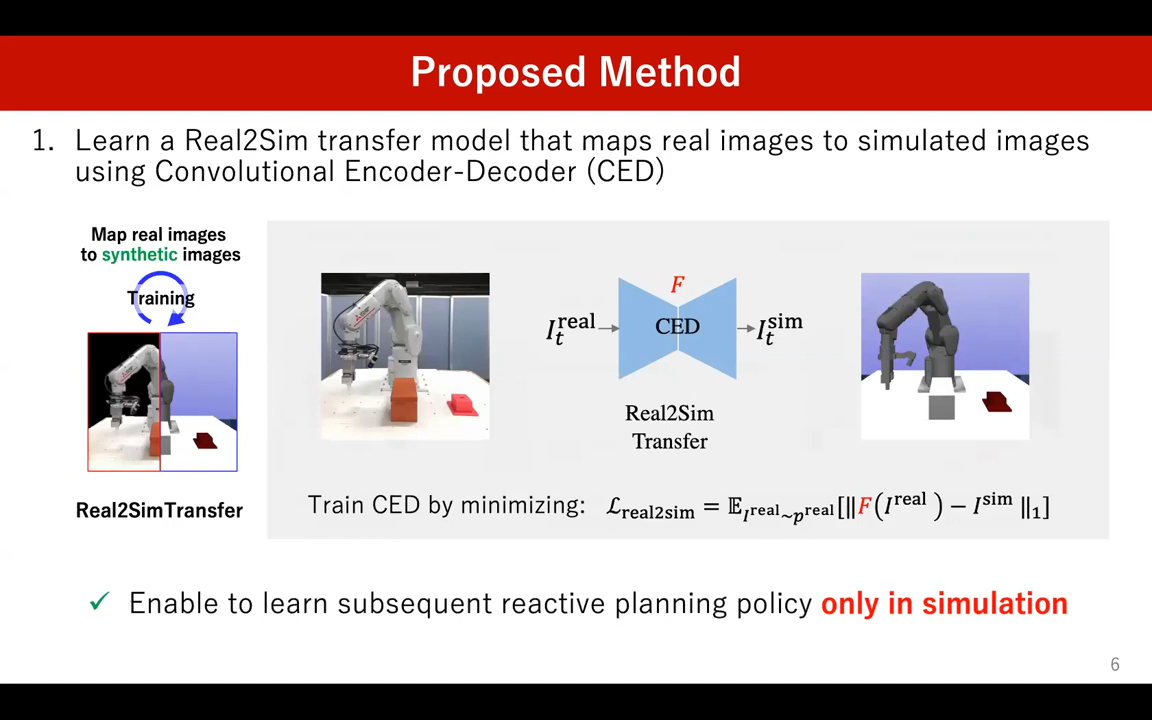 Proposed Method
1. Learn a Real2Sim transfer model that maps real images to simulated images
using Convolutional Encoder-Decoder (CED)
Map real images
to synthetic images
Training
Real2SimTransfer
I_t^real
F
CED
I_t^sim
Real2Sim
Transfer
Train CED by minimizing: ℒ_real2sim = 𝔼_{I^real~p^real}[‖F(I^real) − I^sim‖_1]
✓ Enable to learn subsequent reactive planning policy only in simulation
6